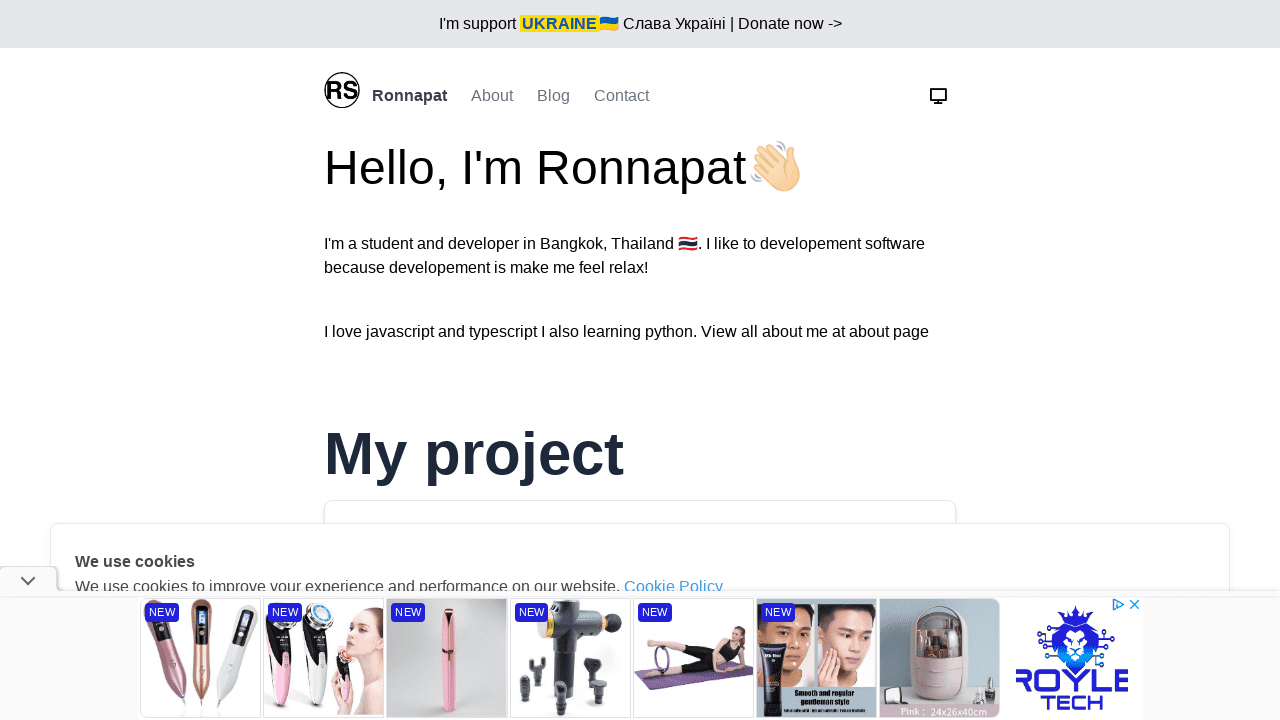 I'm support UKRAINE🇺🇦 Слава Україні | Donate now ->
RS Ronnapat About Blog Contact
Hello, I'm Ronnapat👋🏻
I'm a student and developer in Bangkok, Thailand 🇹🇭. I like to developement software
because developement is make me feel relax!
I love javascript and typescript I also learning python. View all about me at about page
My project
We use cookies
We use cookies to improve your experience and performance on our website. Cookie Policy
NEW NEW NEW NEW NEW NEW
Smooth and regular
gentleman style
Pink : 24x26x40cm
ROYLE
TECH